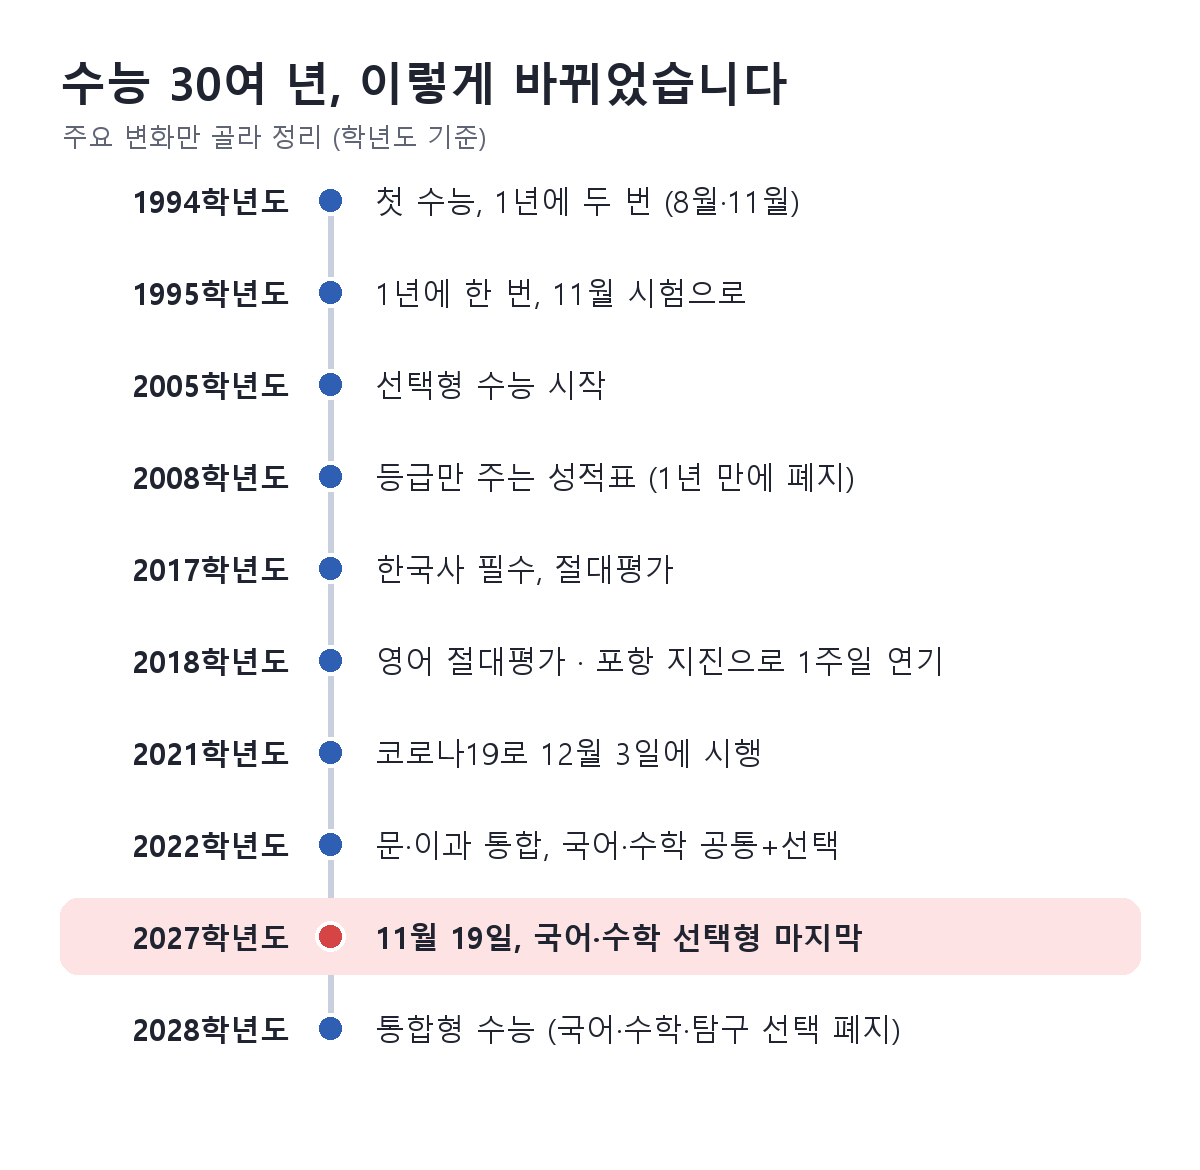 수능 30여 년, 이렇게 바뀌었습니다
주요 변화만 골라 정리 (학년도 기준)
1994학년도 첫 수능, 1년에 두 번 (8월·11월)
1995학년도 1년에 한 번, 11월 시험으로
2005학년도 선택형 수능 시작
2008학년도 등급만 주는 성적표 (1년 만에 폐지)
2017학년도 한국사 필수, 절대평가
2018학년도 영어 절대평가 · 포항 지진으로 1주일 연기
2021학년도 코로나19로 12월 3일에 시행
2022학년도 문·이과 통합, 국어·수학 공통+선택
2027학년도 11월 19일, 국어·수학 선택형 마지막
2028학년도 통합형 수능 (국어·수학·탐구 선택 폐지)